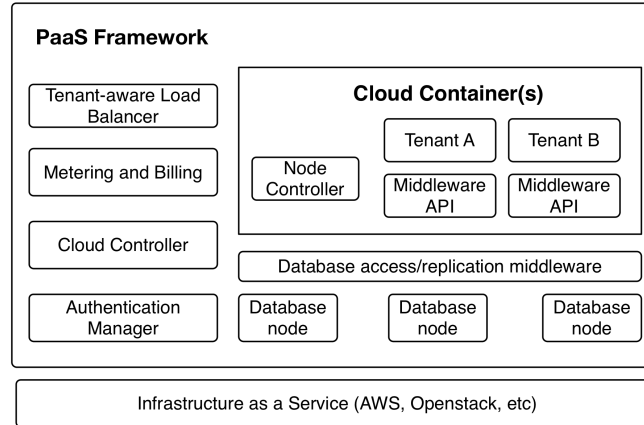 PaaS Framework
Tenant-aware Load
Balancer
Metering and Billing
Cloud Controller
Authentication
Manager
Cloud Container(s)
Node
Controller
Tenant A
Tenant B
Middleware
API
Middleware
API
Database access/replication middleware
Database
node
Database
node
Database
node
Infrastructure as a Service (AWS, Openstack, etc)